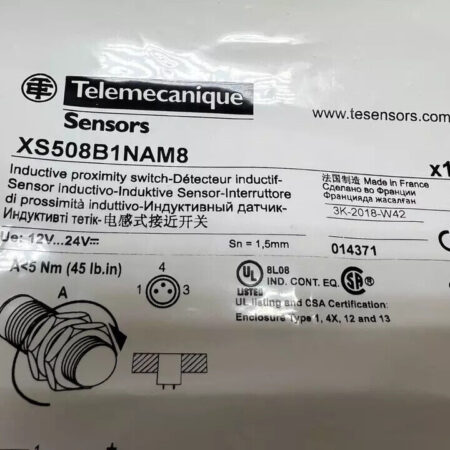 Telemecanique
Sensors
www.tesensors.com
XS508B1NAM8
x1
Inductive proximity switch-Détecteur inductif-
Sensor inductivo-Induktive Sensor-Interruttore
di prossimità induttivo-Индуктивный датчик-
Индуктивті тетік-电感式接近开关
法国制造 Made in France
Сделано во Франции
Францияда жасалган
3K-2018-W42
Ue: 12V...24V
Sn = 1,5mm
014371
A<5 Nm (45 lb.in)
A
4
1 3
UL
LISTED
8L08
IND. CONT. EQ.
UL listing and CSA Certification:
Enclosure Type 1, 4X, 12 and 13